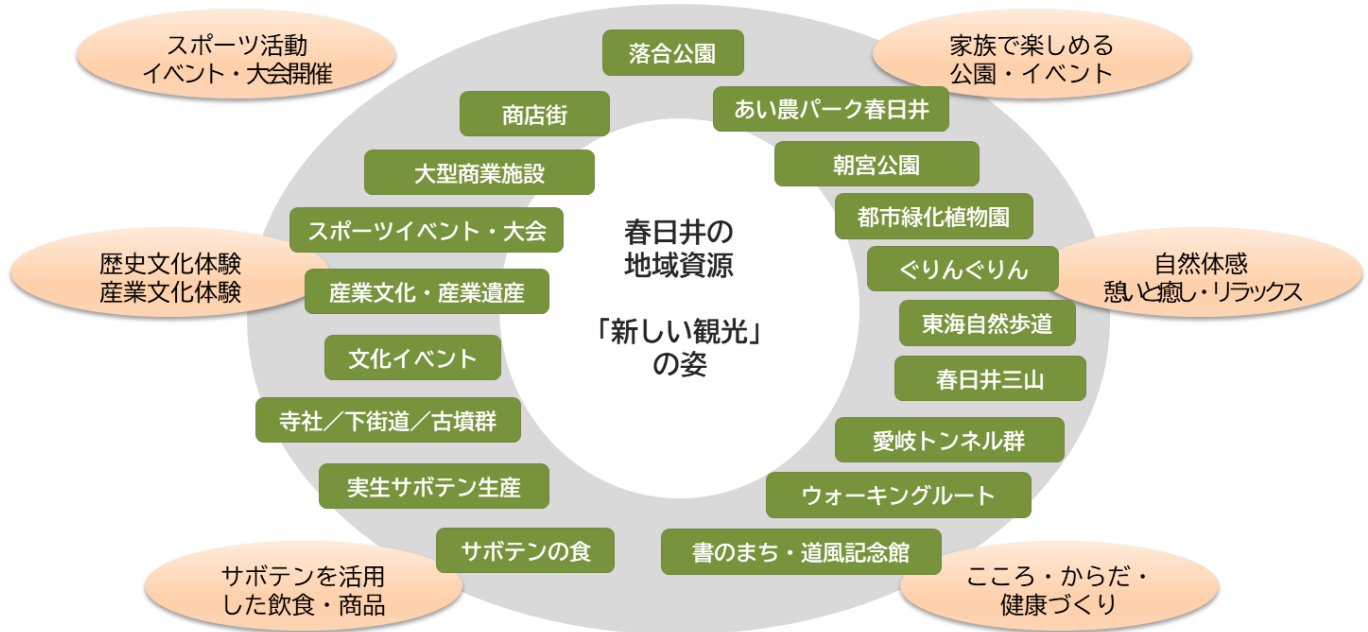 スポーツ活動
イベント・大会開催
家族で楽しめる
公園・イベント
落合公園
商店街
あい農パーク春日井
大型商業施設
朝宮公園
スポーツイベント・大会
都市緑化植物園
春日井の
地域資源
「新しい観光」
の姿
歴史文化体験
産業文化体験
産業文化・産業遺産
ぐりんぐりん
自然体感
憩いと癒し・リラックス
文化イベント
東海自然歩道
春日井三山
寺社／下街道／古墳群
愛岐トンネル群
実生サボテン生産
ウォーキングルート
サボテンの食
書のまち・道風記念館
サボテンを活用
した飲食・商品
こころ・からだ・
健康づくり